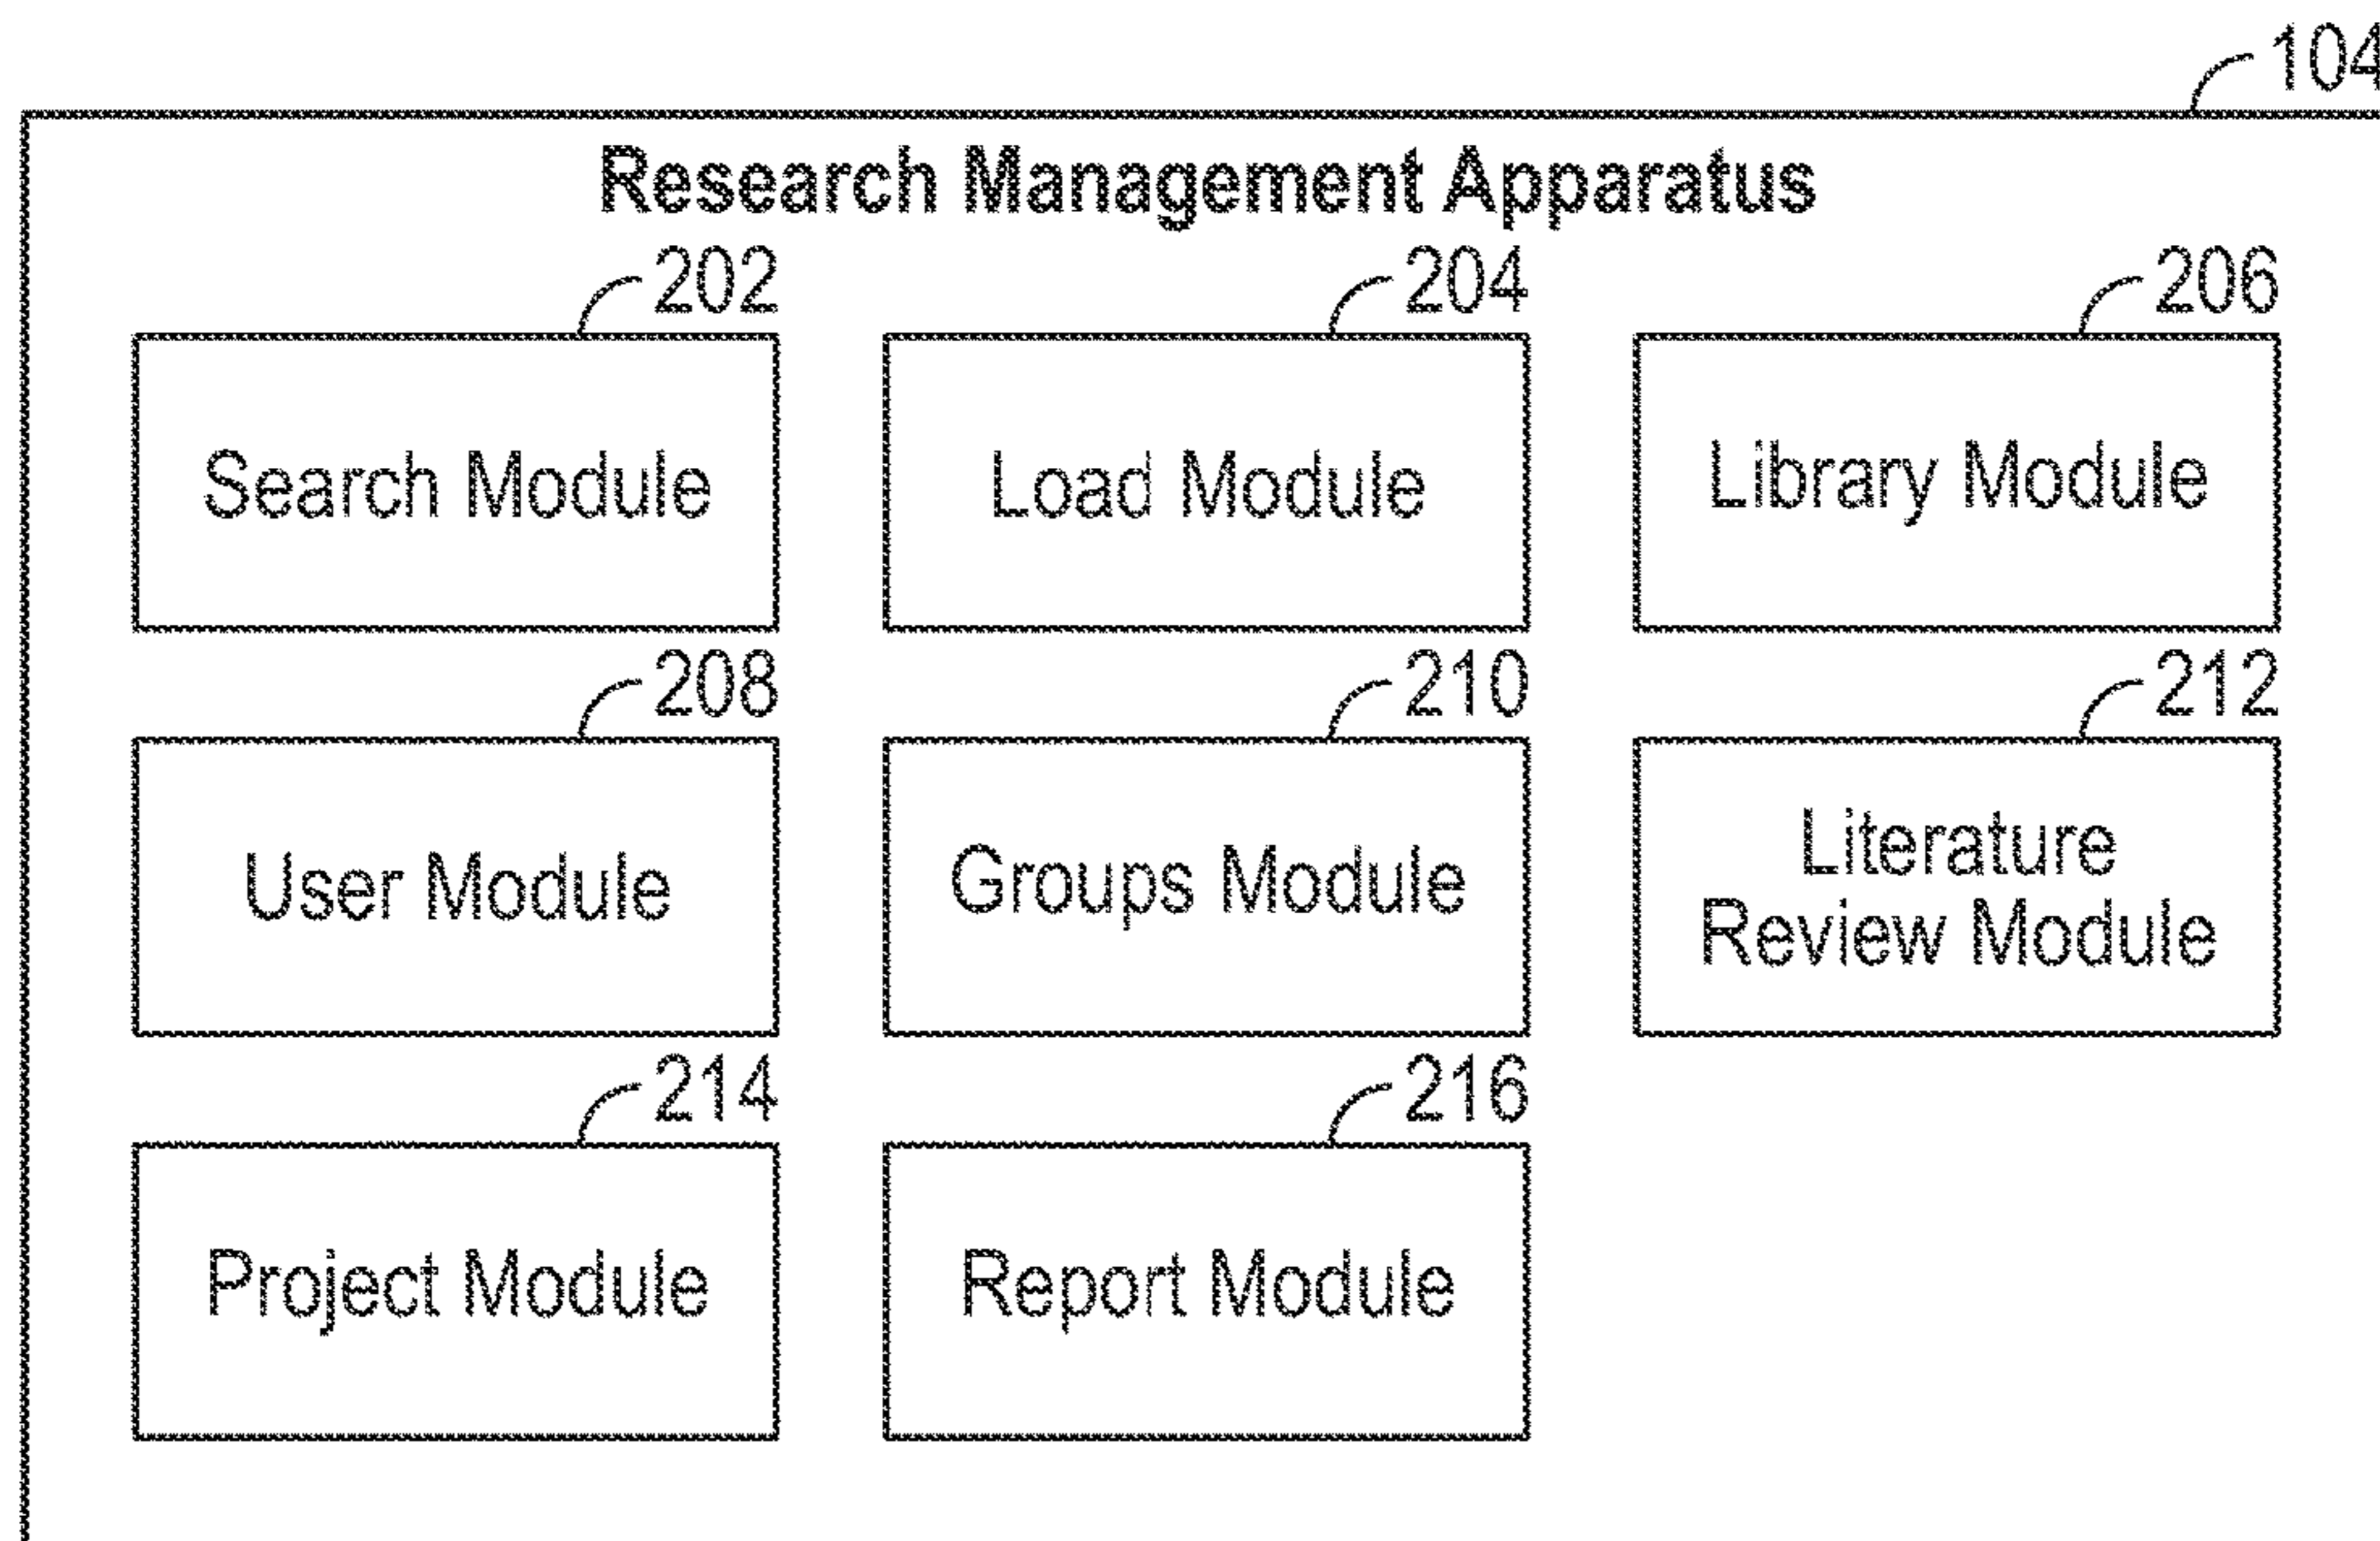 104
Research Management Apparatus
202
204
206
Search Module
Load Module
Library Module
208
210
212
User Module
Groups Module
Literature
Review Module
214
216
Project Module
Report Module